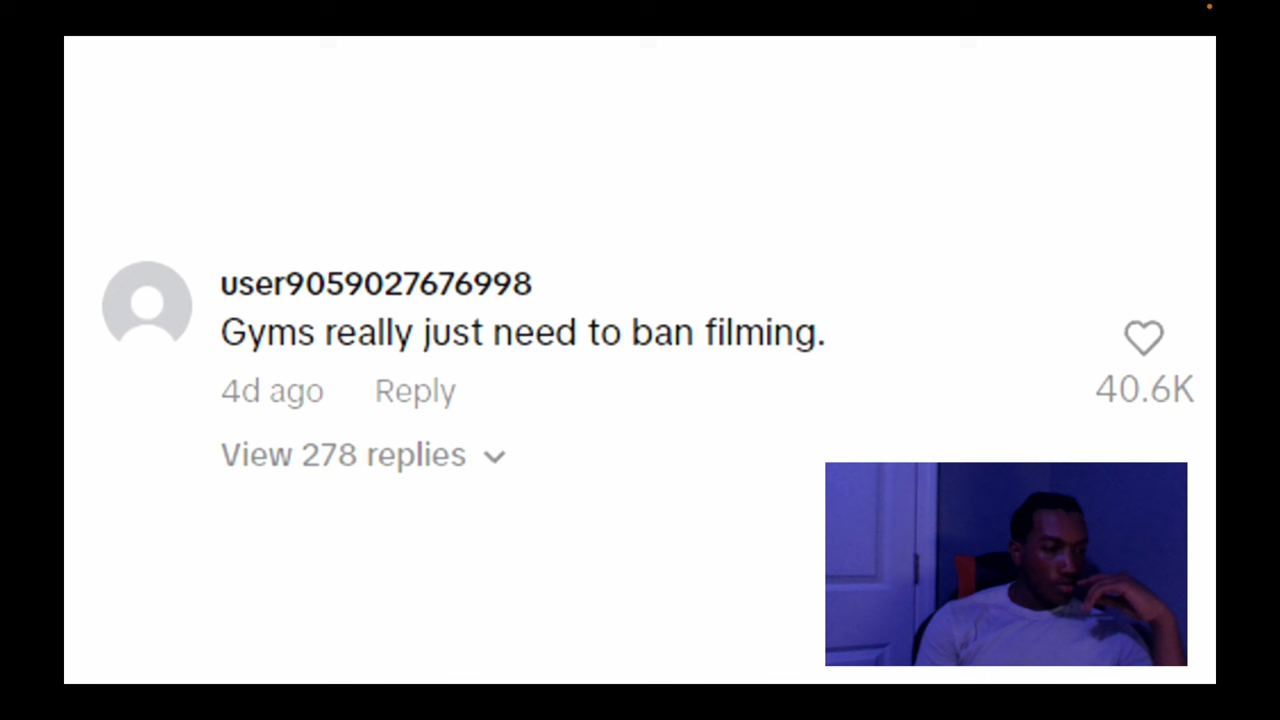 user9059027676998
Gyms really just need to ban filming.
4d ago Reply
40.6K
View 278 replies